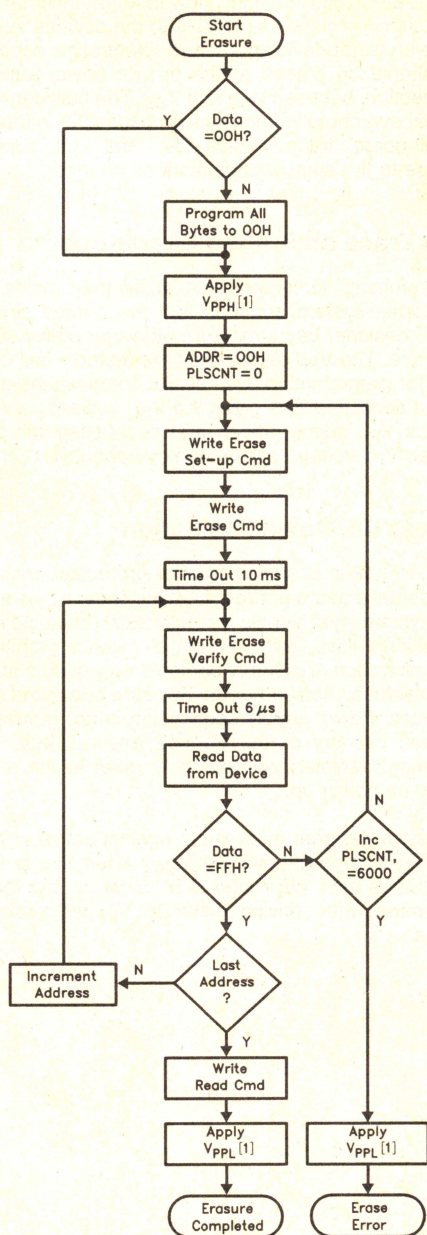 Start
Erasure
Data
=00H?
Y
N
Program All
Bytes to 00H
Apply
VPPH[1]
ADDR = 00H
PLSCNT = 0
Write Erase
Set-up Cmd
Write
Erase Cmd
Time Out 10 ms
Write Erase
Verify Cmd
Time Out 6 μs
Read Data
from Device
Data
=FFH?
N
Y
Inc
PLSCNT,
=6000
N
Y
Last
Address
?
N
Y
Increment
Address
Write
Read Cmd
Apply
VPPL[1]
Apply
VPPL[1]
Erasure
Completed
Erase
Error